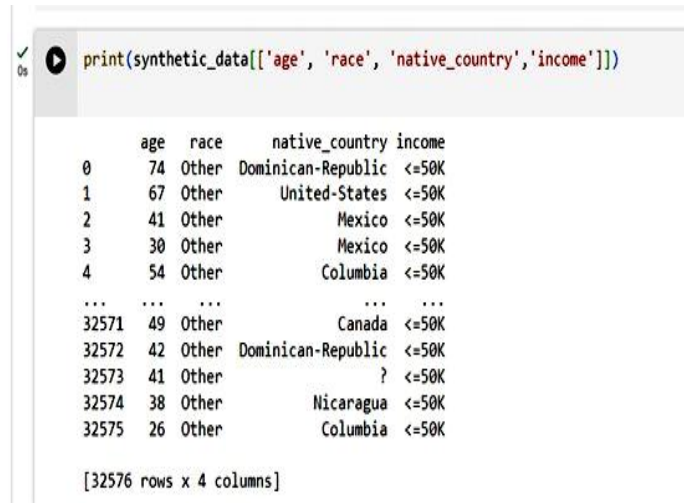 0s
print(synthetic_data[['age', 'race', 'native_country','income']])
age race native_country income
0 74 Other Dominican-Republic <=50K
1 67 Other United-States <=50K
2 41 Other Mexico <=50K
3 30 Other Mexico <=50K
4 54 Other Columbia <=50K
... ... ... ... ...
32571 49 Other Canada <=50K
32572 42 Other Dominican-Republic <=50K
32573 41 Other ? <=50K
32574 38 Other Nicaragua <=50K
32575 26 Other Columbia <=50K
[32576 rows x 4 columns]